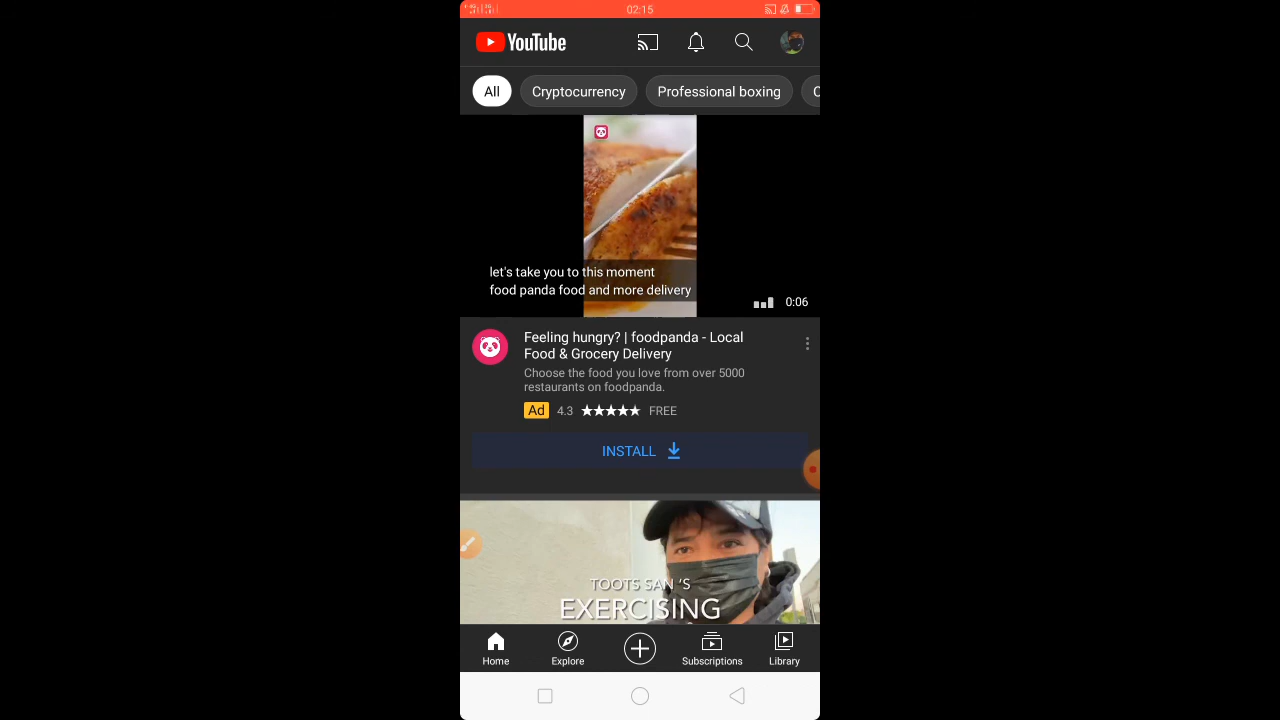 02:15
YouTube
All
Cryptocurrency
Professional boxing
let's take you to this moment
food panda food and more delivery
0:06
Feeling hungry? | foodpanda - Local
Food & Grocery Delivery
Choose the food you love from over 5000
restaurants on foodpanda.
Ad 4.3 ★★★★★ FREE
INSTALL
TOOTS SAN 'S
EXERCISING
Home
Explore
Subscriptions
Library